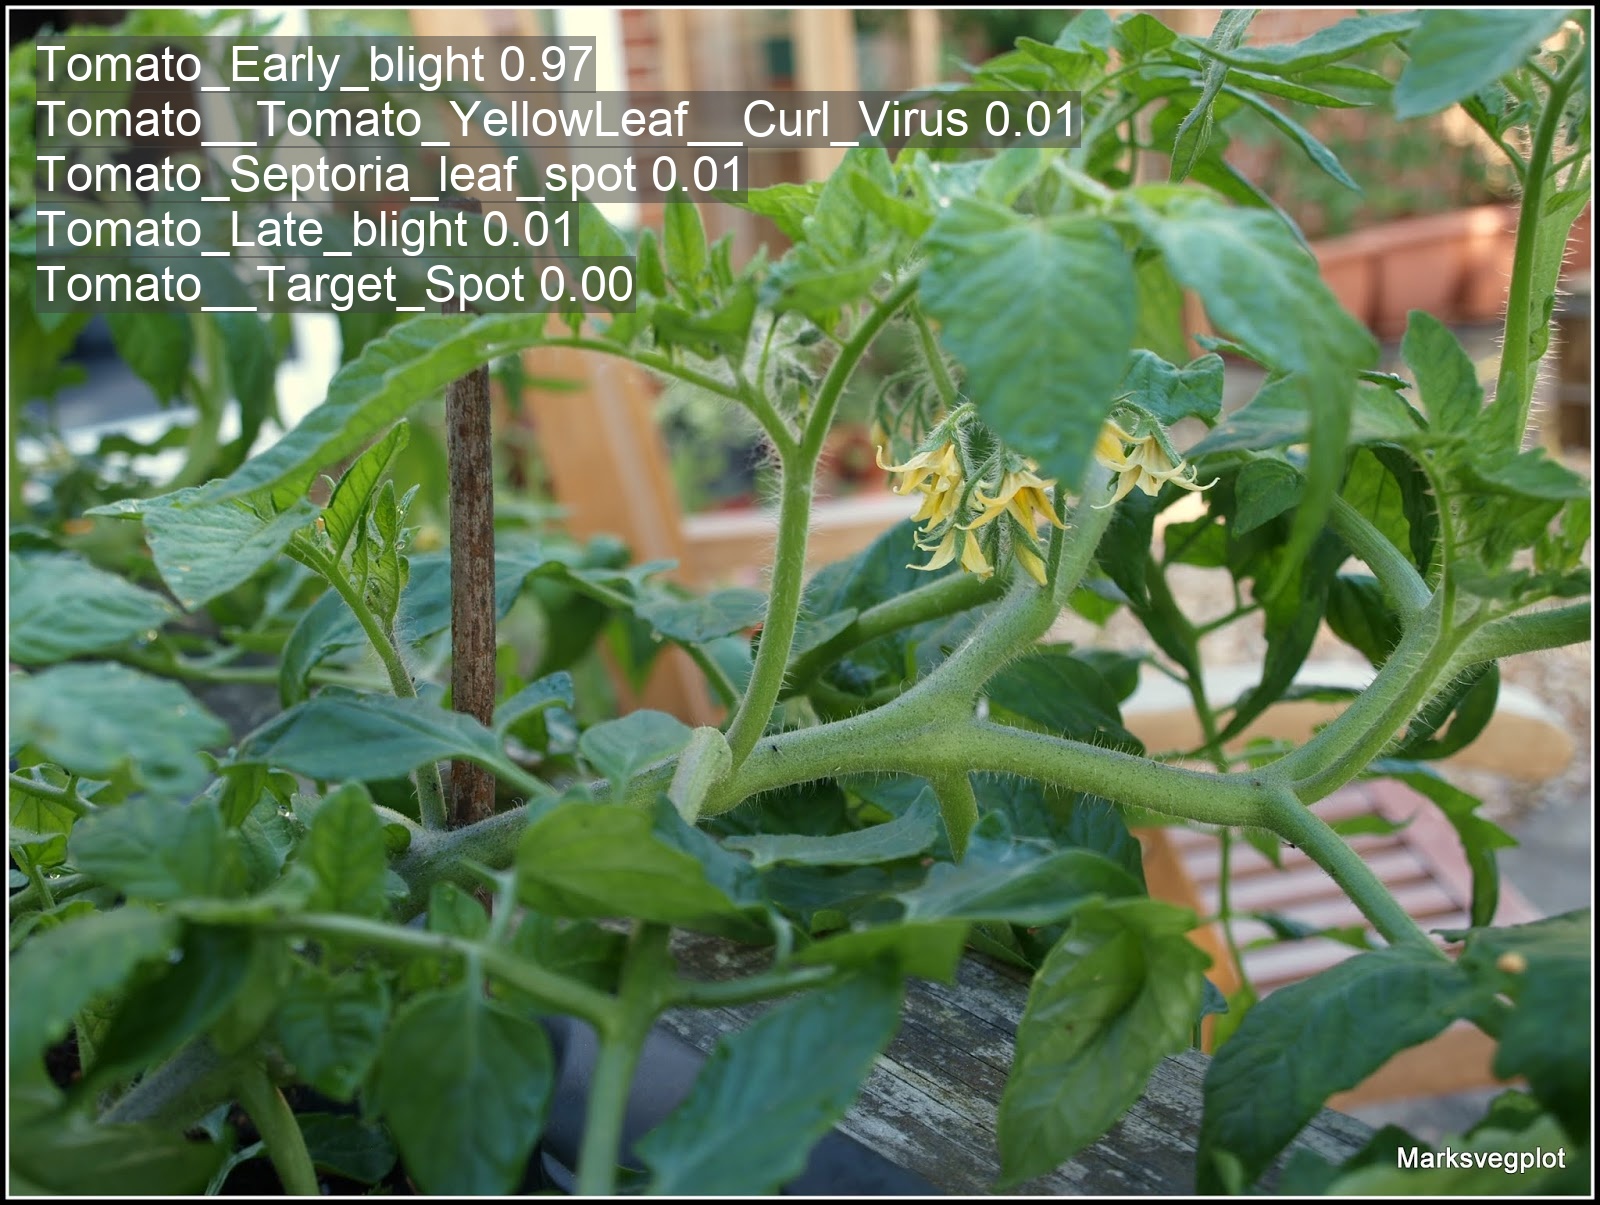 Tomato_Early_blight 0.97
Tomato__Tomato_YellowLeaf__Curl_Virus 0.01
Tomato_Septoria_leaf_spot 0.01
Tomato_Late_blight 0.01
Tomato__Target_Spot 0.00
Marksvegplot